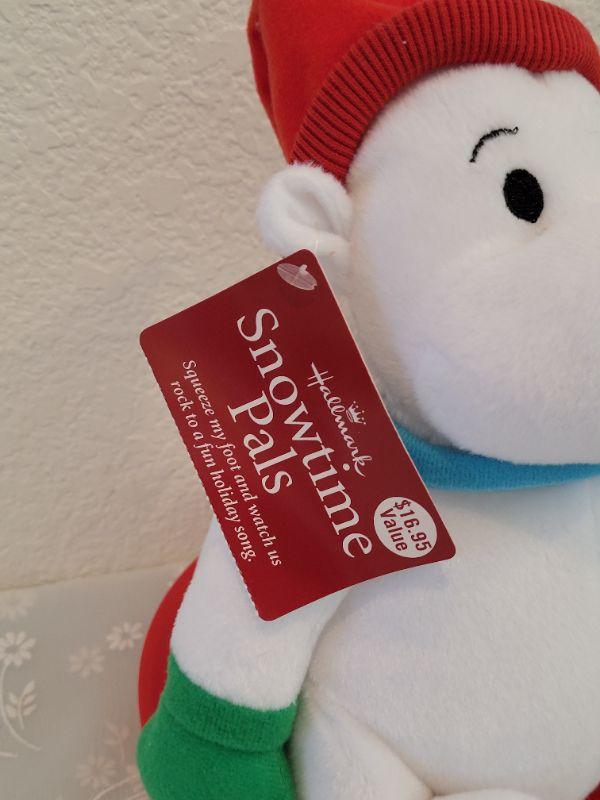 Hallmark
Snowtime
Pals
Squeeze my foot and watch us
rock to a fun holiday song.
$16.95
Value